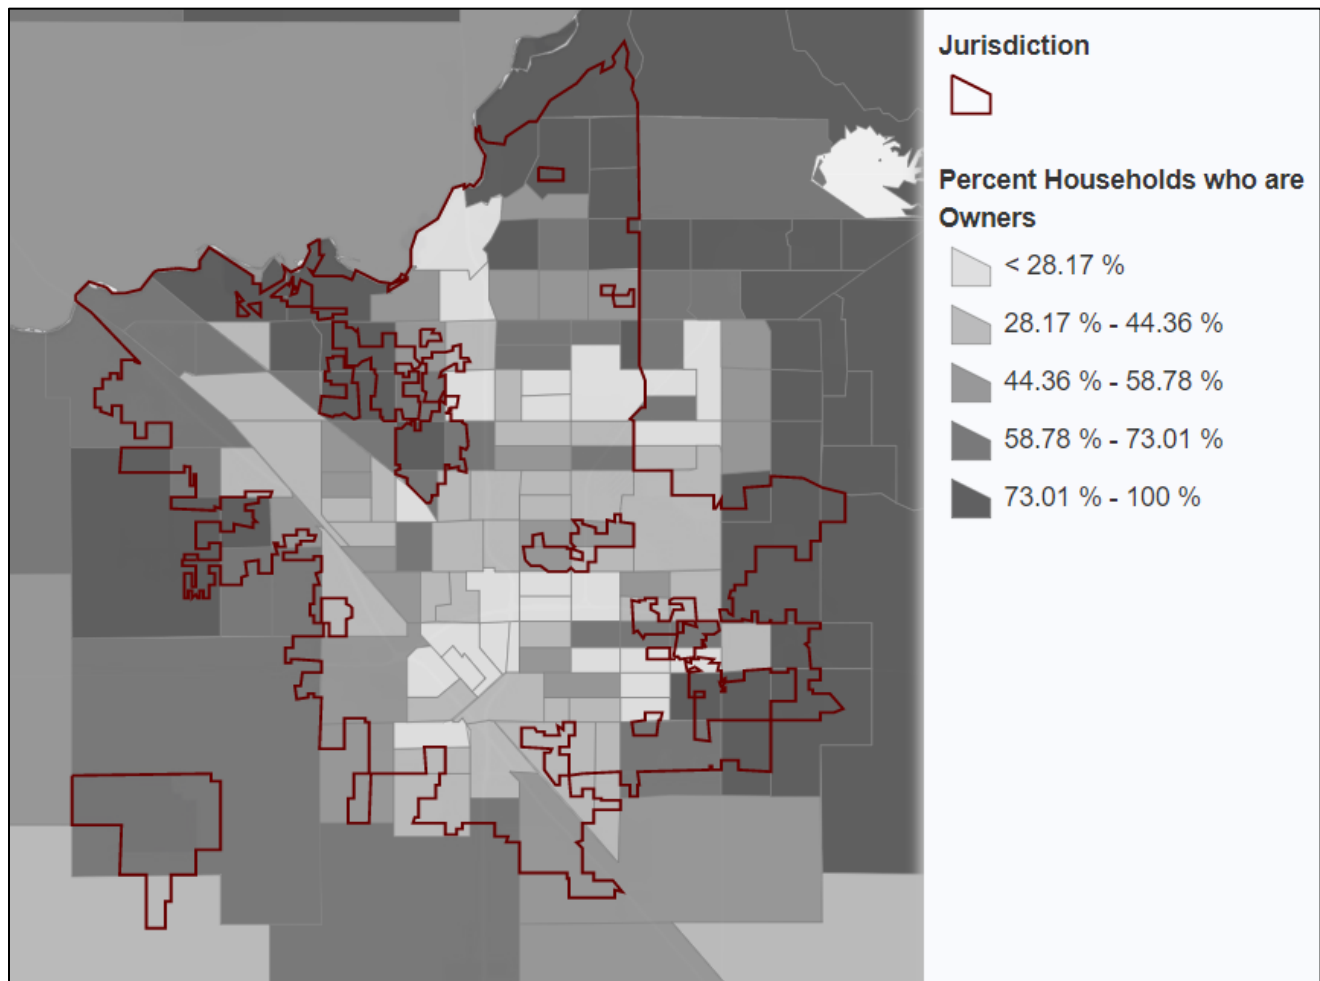 Jurisdiction
Percent Households who are
Owners
< 28.17 %
28.17 % - 44.36 %
44.36 % - 58.78 %
58.78 % - 73.01 %
73.01 % - 100 %